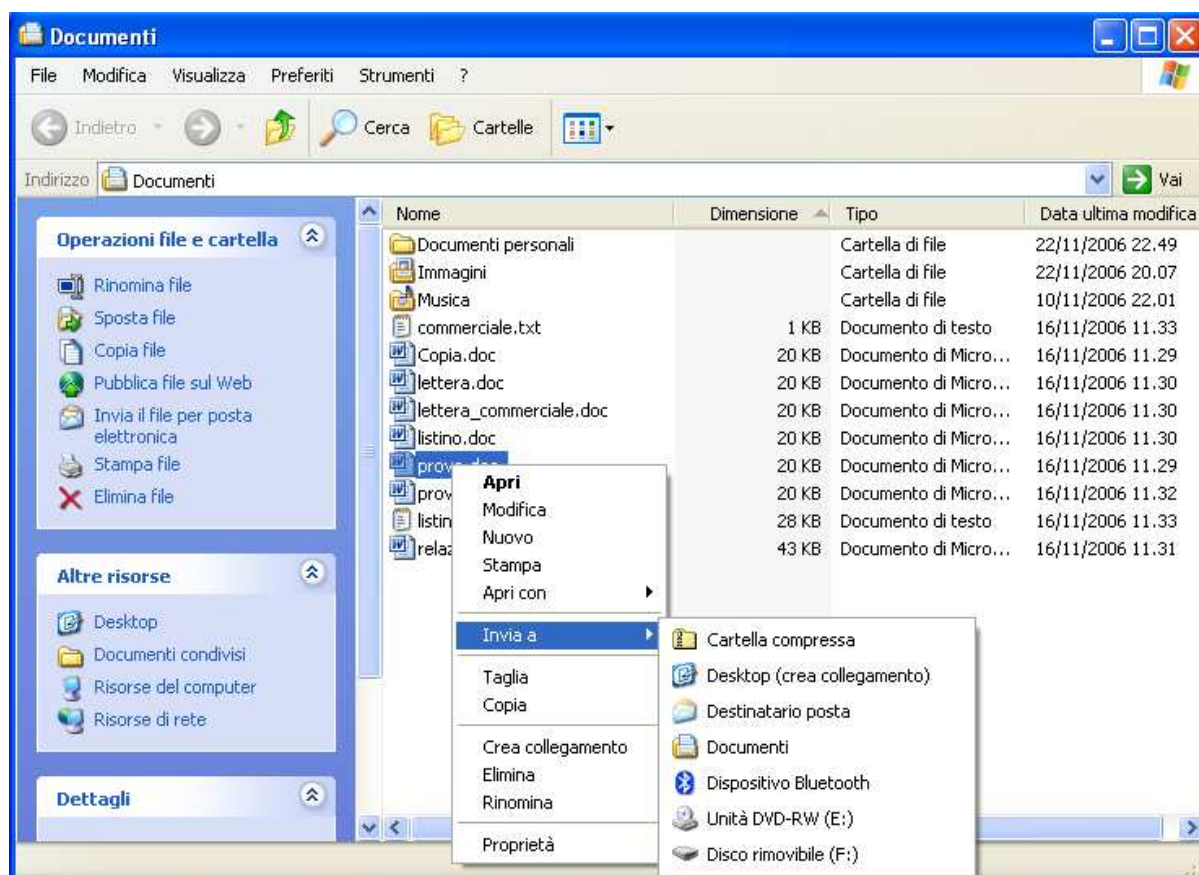 Documenti
File Modifica Visualizza Preferiti Strumenti ?
Indietro Cerca Cartelle
Indirizzo Documenti Vai
Operazioni file e cartella
Rinomina file
Sposta file
Copia file
Pubblica file sul Web
Invia il file per posta
elettronica
Stampa file
Elimina file
Altre risorse
Desktop
Documenti condivisi
Risorse del computer
Risorse di rete
Dettagli
Nome Dimensione Tipo Data ultima modifica
Documenti personali Cartella di file 22/11/2006 22.49
Immagini Cartella di file 22/11/2006 20.07
Musica Cartella di file 10/11/2006 22.01
commerciale.txt 1 KB Documento di testo 16/11/2006 11.33
Copia.doc 20 KB Documento di Micro... 16/11/2006 11.29
lettera.doc 20 KB Documento di Micro... 16/11/2006 11.30
lettera_commerciale.doc 20 KB Documento di Micro... 16/11/2006 11.30
listino.doc 20 KB Documento di Micro... 16/11/2006 11.30
20 KB Documento di Micro... 16/11/2006 11.29
prov 20 KB Documento di Micro... 16/11/2006 11.32
listin 28 KB Documento di testo 16/11/2006 11.33
rela 43 KB Documento di Micro... 16/11/2006 11.31
Apri
Modifica
Nuovo
Stampa
Apri con
Invia a
Taglia
Copia
Crea collegamento
Elimina
Rinomina
Proprietà
Cartella compressa
Desktop (crea collegamento)
Destinatario posta
Documenti
Dispositivo Bluetooth
Unità DVD-RW (E:)
Disco rimovibile (F:)